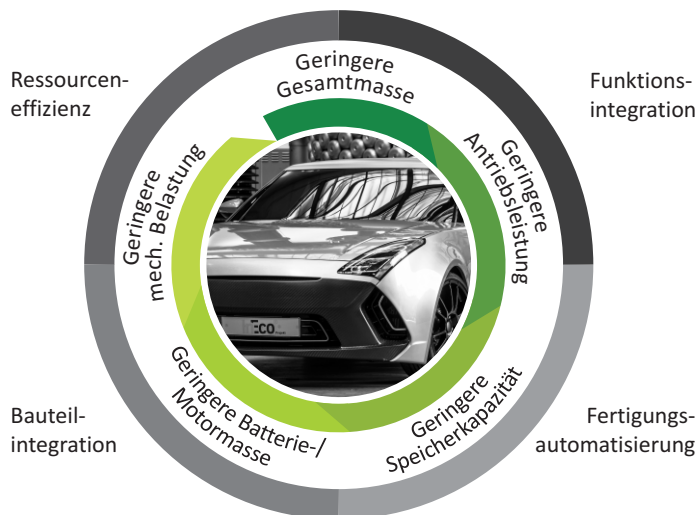 Geringere
Gesamtmasse
Ressourcen-
effizienz
Funktions-
integration
Geringere
Antriebsleistung
Geringere
mech. Belastung
InECO
Geringere
Speicherkapazität
Geringere Batterie-/
Motormasse
Bauteil-
integration
Fertigungs-
automatisierung